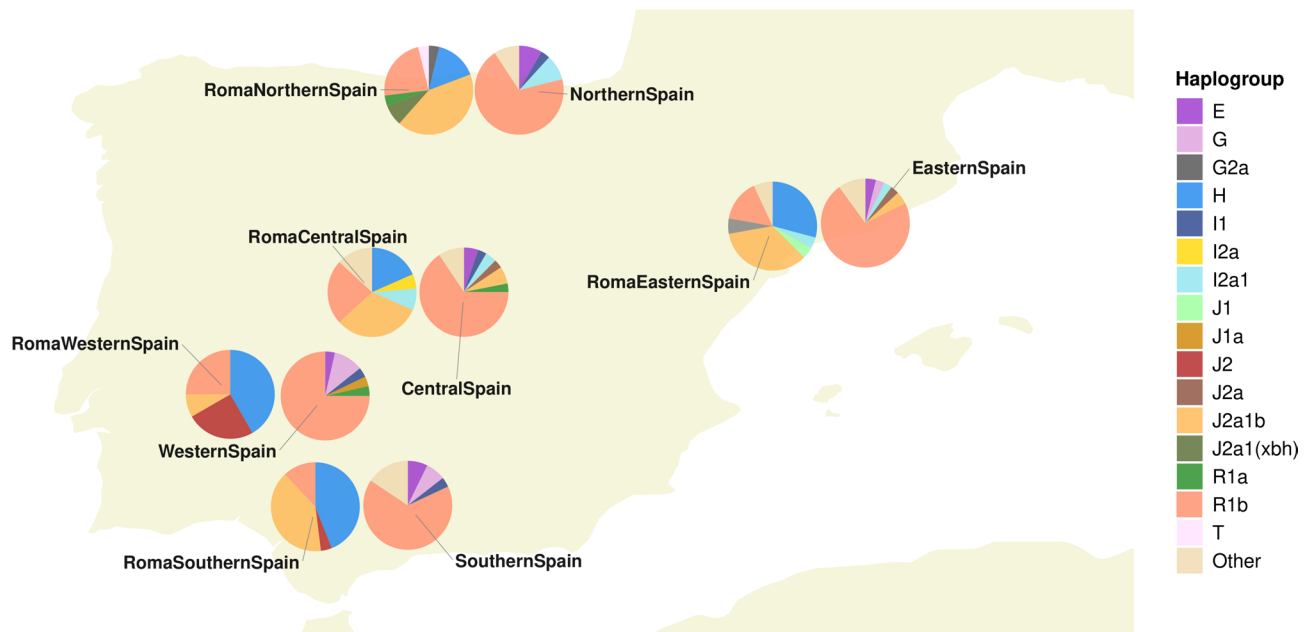 RomaNorthernSpain
NorthernSpain
EasternSpain
RomaCentralSpain
RomaEasternSpain
RomaWesternSpain
CentralSpain
WesternSpain
RomaSouthernSpain
SouthernSpain
Haplogroup
E
G
G2a
H
I1
I2a
I2a1
J1
J1a
J2
J2a
J2a1b
J2a1(xbh)
R1a
R1b
T
Other